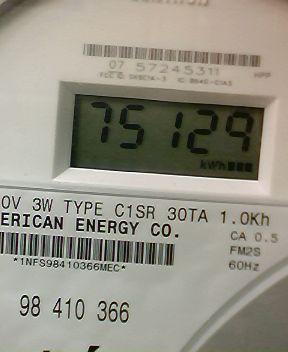 07 57245311
HPP
75129
kWh
0V 3W TYPE C1SR 30TA 1.0Kh
ERICAN ENERGY CO.
CA 0.5
FM2S
60Hz
*1NFS98410366MEC*
98 410 366